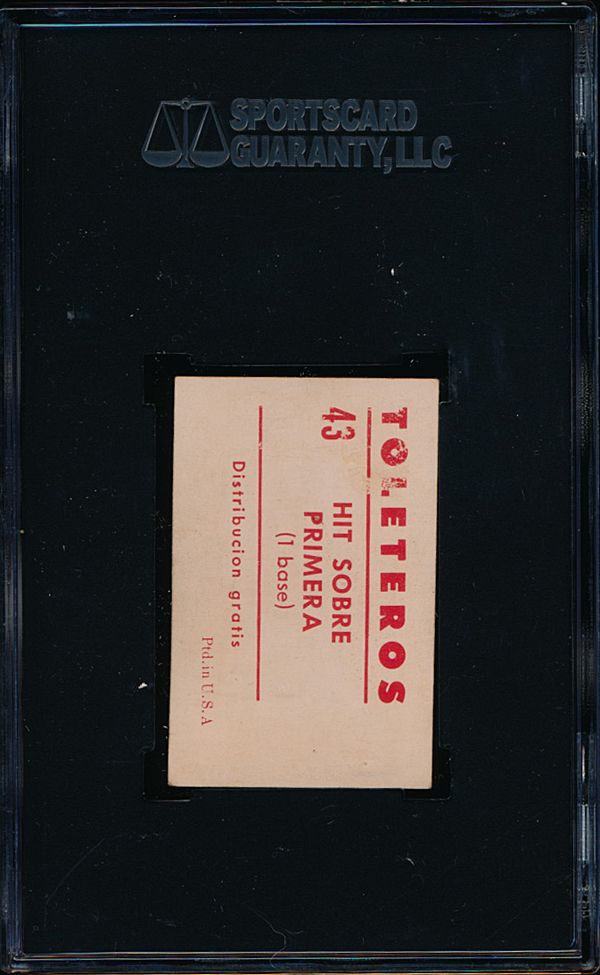 SPORTSCARD
GUARANTY, LLC
TOLETEROS
43
HIT SOBRE
PRIMERA
(1 base)
Distribucion gratis
Ptd. in U. S. A